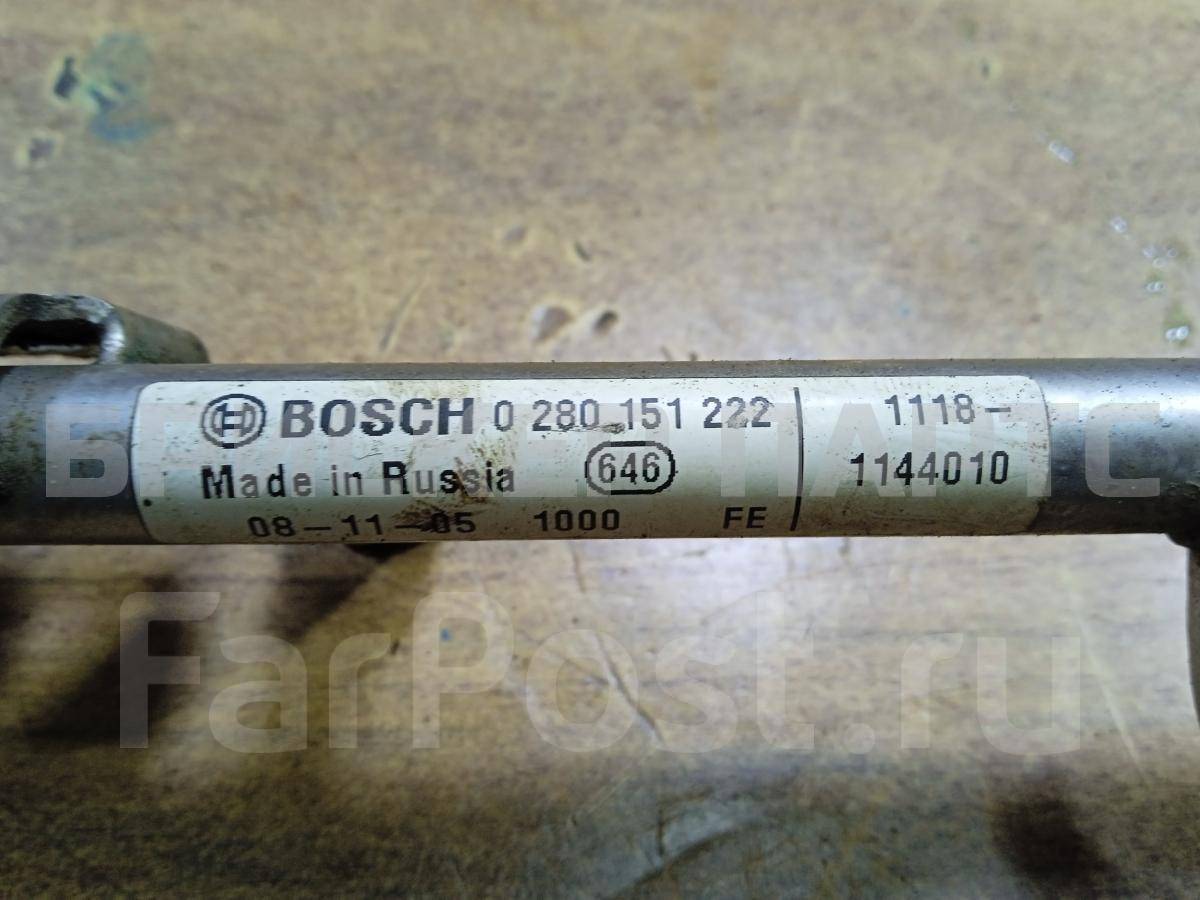 BOSCH 0 280 151 222
Made in Russia 646
08-11-05 1000 FE
1118-
1144010
FarPost.ru